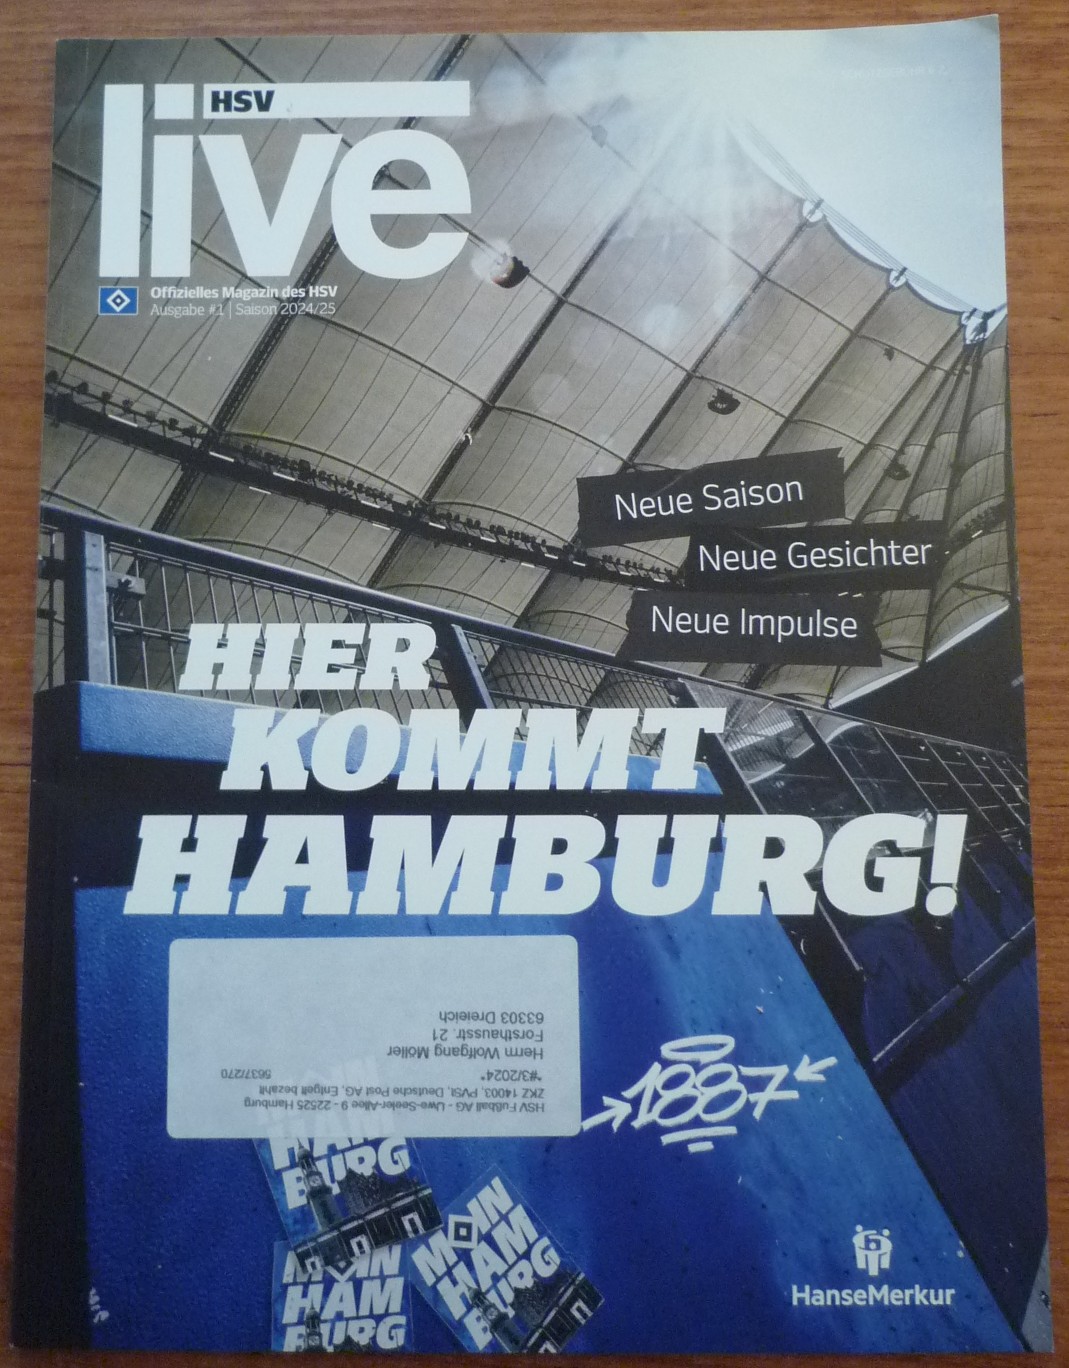 HSV
live
Offizielles Magazin des HSV
Ausgabe #1 | Saison 2024/25
Neue Saison
Neue Gesichter
Neue Impulse
HIER
KOMMT
HAMBURG!
HSV Fußball AG - Uwe-Seeler-Allee 9 - 22525 Hamburg
ZKZ 14003, PVSt, Deutsche Post AG, Entgelt bezahlt
*#3/2024* 5637/270
Herrn Wolfgang Möller
Forsthausstr. 21
63303 Dreieich
1887
HAM
BURG
MOIN
HAM
BURG
MOIN
HAM
BURG
HanseMerkur